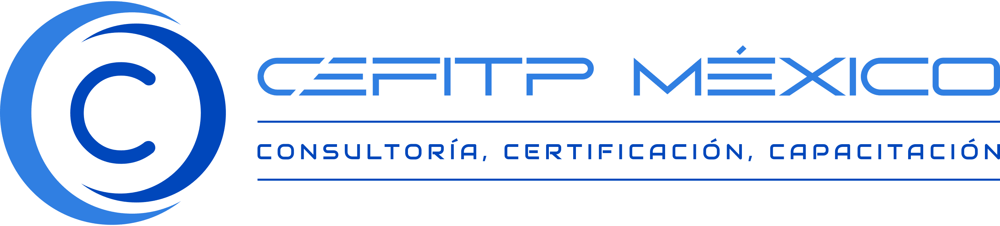 C
CEFITP MÉXICO
CONSULTORÍA, CERTIFICACIÓN, CAPACITACIÓN